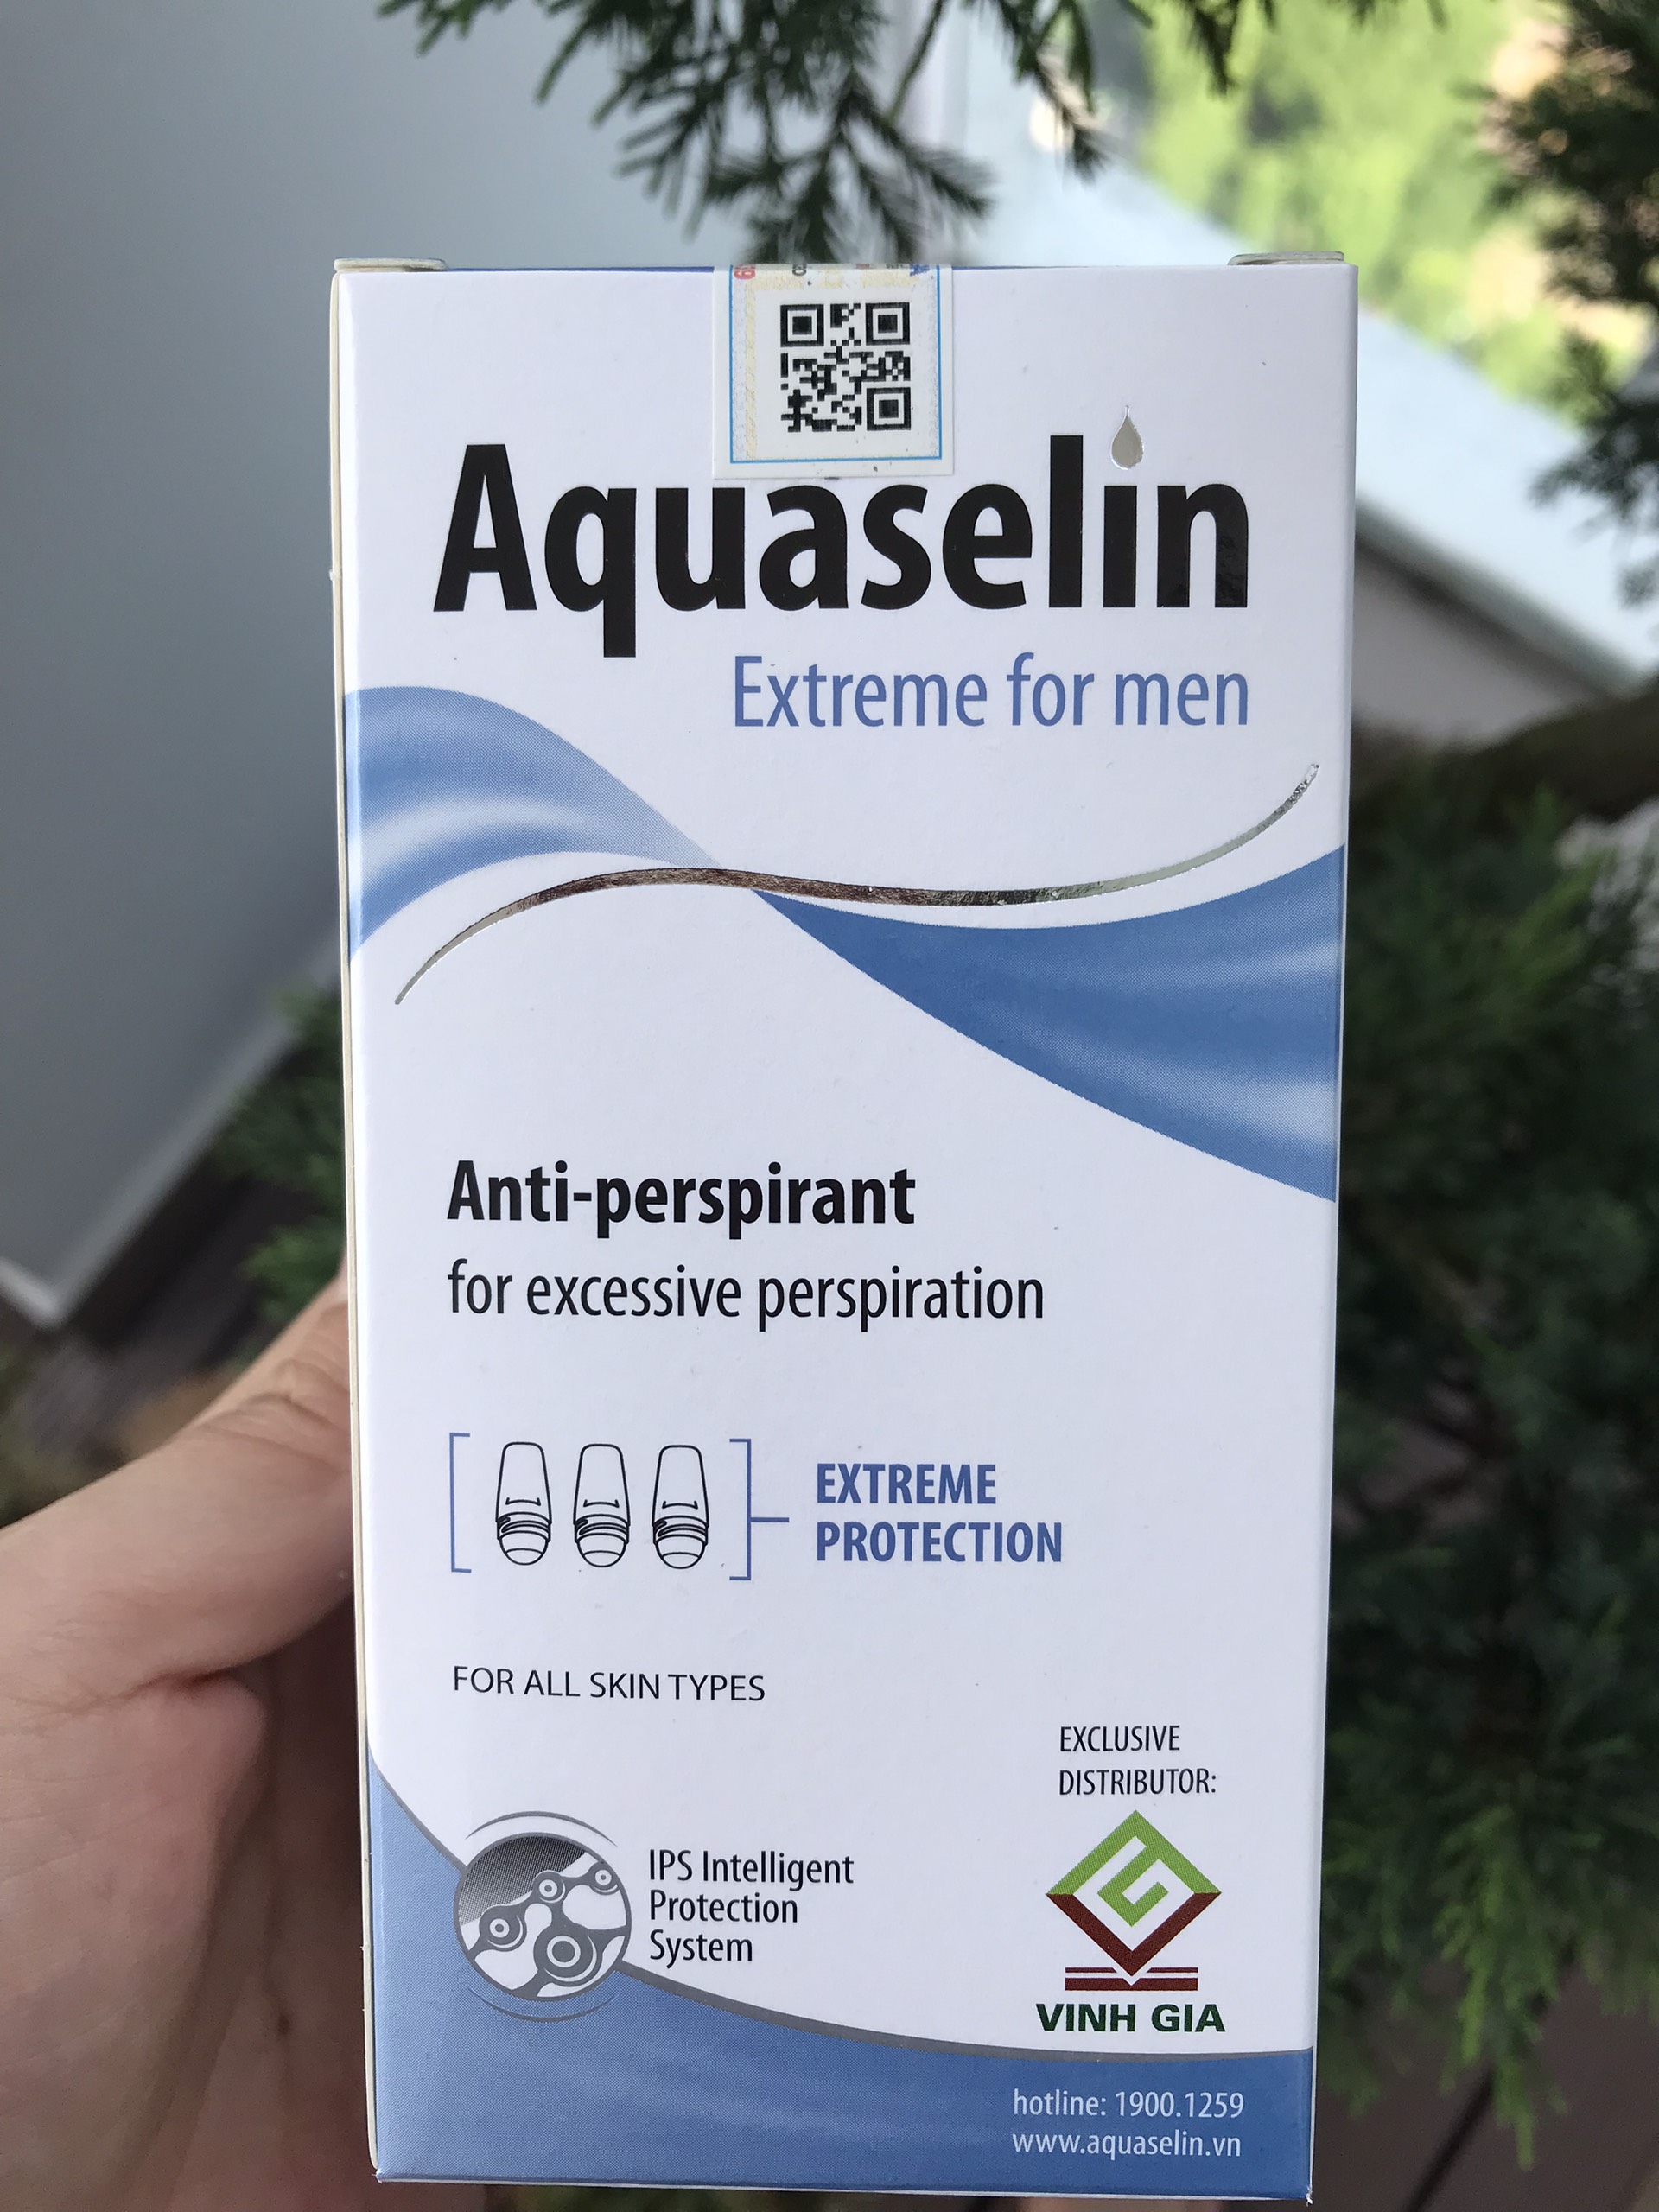 Aquaselin
Extreme for men
Anti-perspirant
for excessive perspiration
EXTREME
PROTECTION
FOR ALL SKIN TYPES
EXCLUSIVE
DISTRIBUTOR:
IPS Intelligent
Protection
System
VINH GIA
hotline: 1900.1259
www.aquaselin.vn